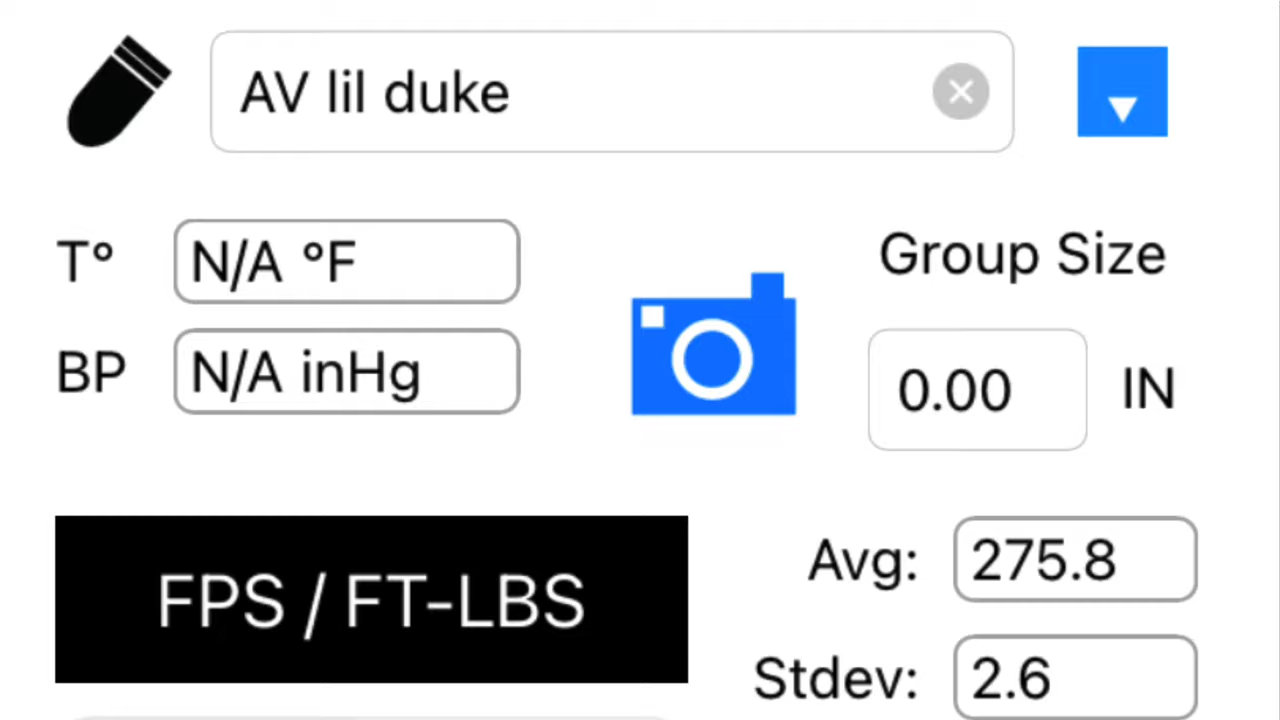 AV lil duke
T° N/A °F
Group Size
BP N/A inHg
0.00 IN
FPS / FT-LBS
Avg: 275.8
Stdev: 2.6